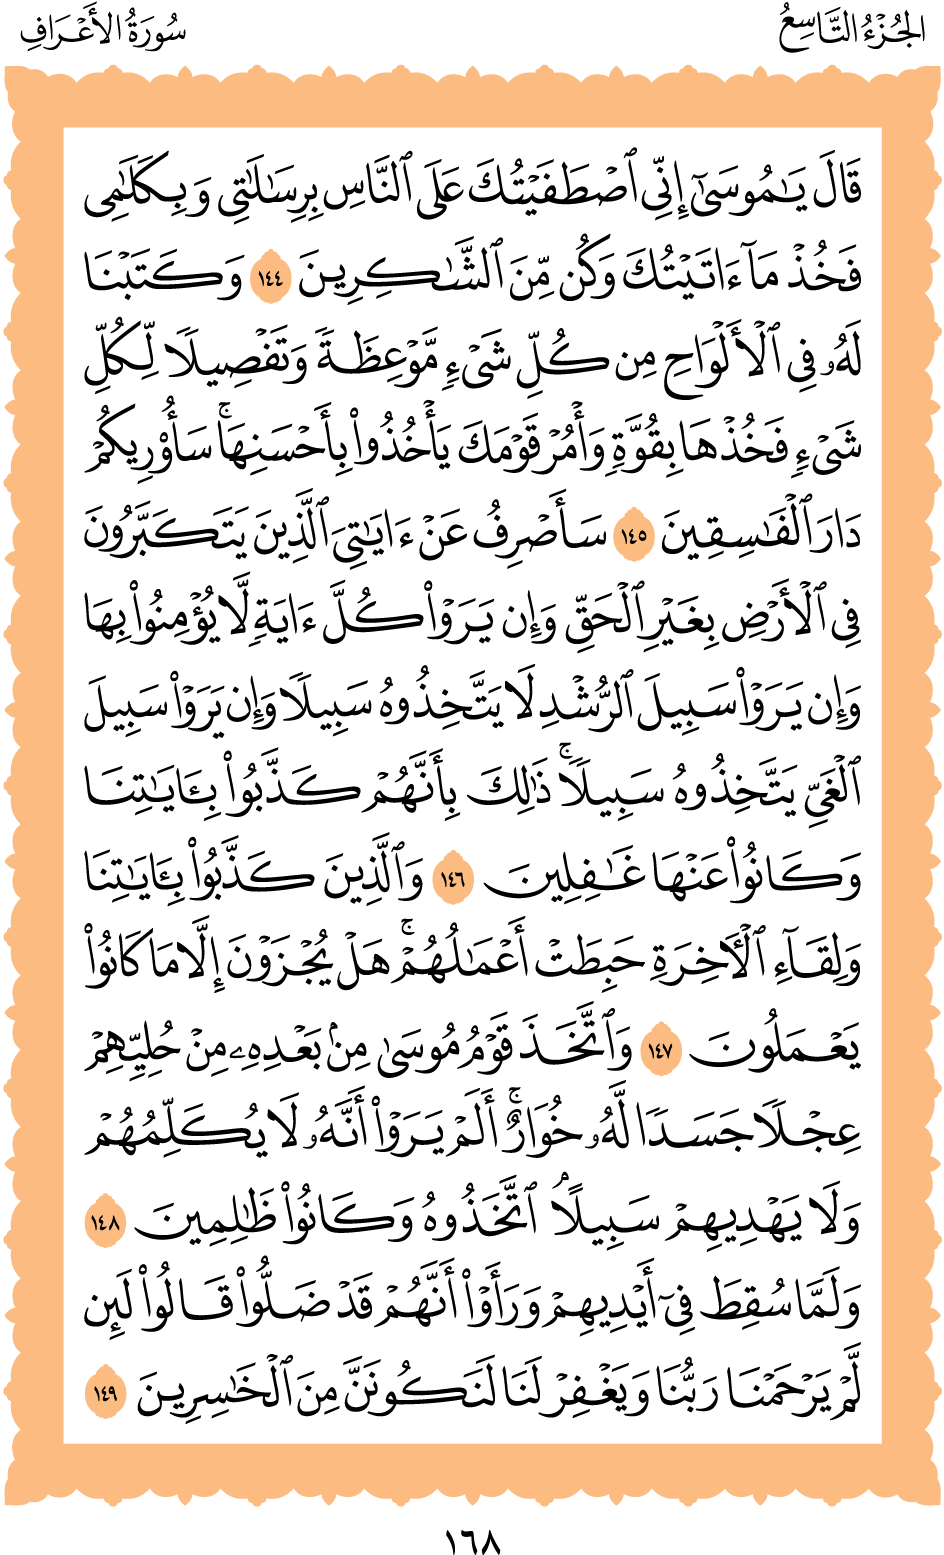 الجُزْءُ التَّاسِعُ
سُورَةُ الأَعْرَافِ
قَالَ يَٰمُوسَىٰٓ إِنِّي ٱصْطَفَيْتُكَ عَلَى ٱلنَّاسِ بِرِسَٰلَٰتِي وَبِكَلَٰمِي
فَخُذْ مَآ ءَاتَيْتُكَ وَكُن مِّنَ ٱلشَّٰكِرِينَ ١٤٤ وَكَتَبْنَا
لَهُۥ فِي ٱلْأَلْوَاحِ مِن كُلِّ شَيْءٍ مَّوْعِظَةً وَتَفْصِيلًا لِّكُلِّ
شَيْءٍ فَخُذْهَا بِقُوَّةٍ وَأْمُرْ قَوْمَكَ يَأْخُذُوا۟ بِأَحْسَنِهَاۚ سَأُو۟رِيكُمْ
دَارَ ٱلْفَٰسِقِينَ ١٤٥ سَأَصْرِفُ عَنْ ءَايَٰتِيَ ٱلَّذِينَ يَتَكَبَّرُونَ
فِي ٱلْأَرْضِ بِغَيْرِ ٱلْحَقِّ وَإِن يَرَوْا۟ كُلَّ ءَايَةٍ لَّا يُؤْمِنُوا۟ بِهَا
وَإِن يَرَوْا۟ سَبِيلَ ٱلرُّشْدِ لَا يَتَّخِذُوهُ سَبِيلًا وَإِن يَرَوْا۟ سَبِيلَ
ٱلْغَيِّ يَتَّخِذُوهُ سَبِيلًاۚ ذَٰلِكَ بِأَنَّهُمْ كَذَّبُوا۟ بِـَٔايَٰتِنَا
وَكَانُوا۟ عَنْهَا غَٰفِلِينَ ١٤٦ وَٱلَّذِينَ كَذَّبُوا۟ بِـَٔايَٰتِنَا
وَلِقَآءِ ٱلْأٓخِرَةِ حَبِطَتْ أَعْمَٰلُهُمْۚ هَلْ يُجْزَوْنَ إِلَّا مَا كَانُوا۟
يَعْمَلُونَ ١٤٧ وَٱتَّخَذَ قَوْمُ مُوسَىٰ مِنۢ بَعْدِهِۦ مِنْ حُلِيِّهِمْ
عِجْلًا جَسَدًا لَّهُۥ خُوَارٌۚ أَلَمْ يَرَوْا۟ أَنَّهُۥ لَا يُكَلِّمُهُمْ
وَلَا يَهْدِيهِمْ سَبِيلًاۘ ٱتَّخَذُوهُ وَكَانُوا۟ ظَٰلِمِينَ ١٤٨
وَلَمَّا سُقِطَ فِيٓ أَيْدِيهِمْ وَرَأَوْا۟ أَنَّهُمْ قَدْ ضَلُّوا۟ قَالُوا۟ لَئِن
لَّمْ يَرْحَمْنَا رَبُّنَا وَيَغْفِرْ لَنَا لَنَكُونَنَّ مِنَ ٱلْخَٰسِرِينَ ١٤٩
١٦٨